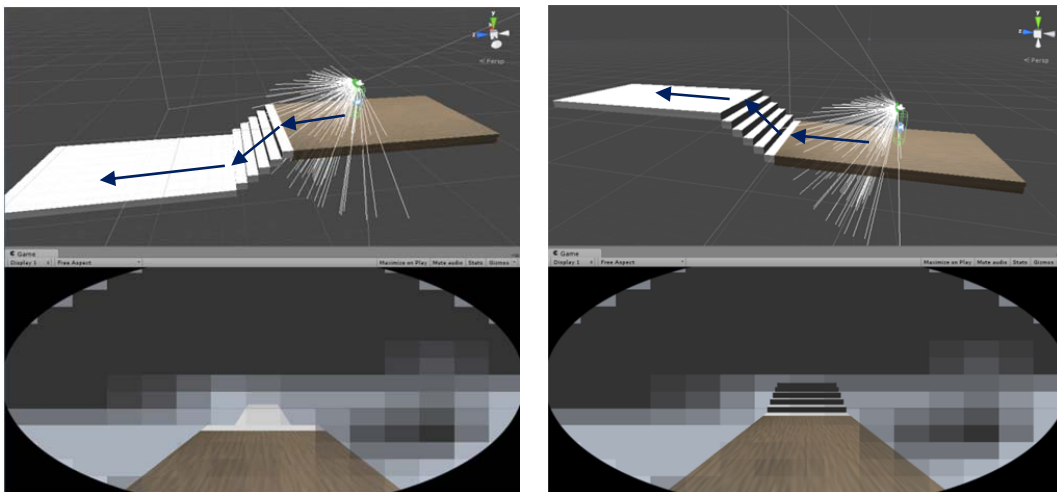 y
z
< Persp
Game
Display 1 Free Aspect Maximize on Play Mute audio Stats Gizmos
y
z
< Persp
Game
Display 1 Free Aspect Maximize on Play Mute audio Stats Gizmos